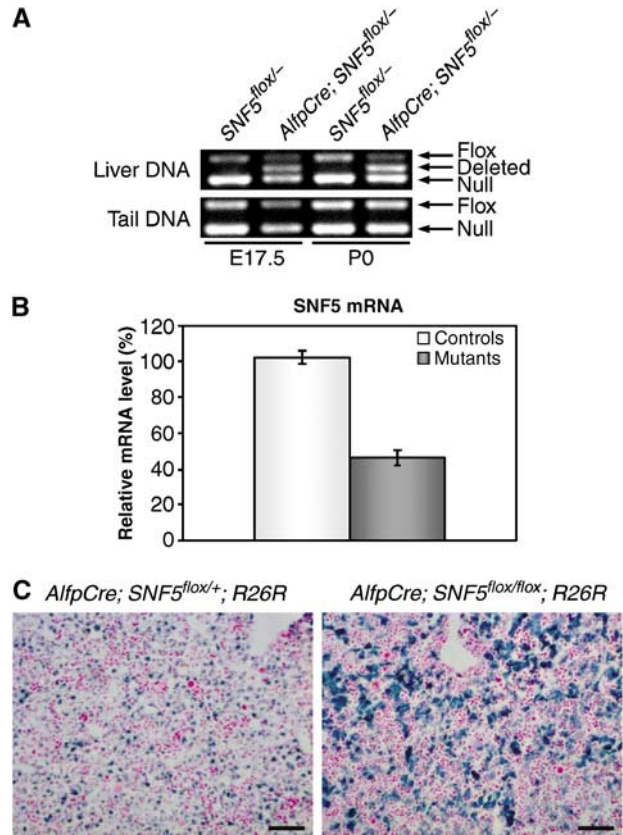 A
SNF5flox/–
AlfpCre; SNF5flox/–
SNF5flox/–
AlfpCre; SNF5flox/–
Liver DNA
Flox
Deleted
Null
Tail DNA
Flox
Null
E17.5
P0
B
SNF5 mRNA
Relative mRNA level (%)
120
100
80
60
40
20
0
Controls
Mutants
C
AlfpCre; SNF5flox/+; R26R
AlfpCre; SNF5flox/flox; R26R